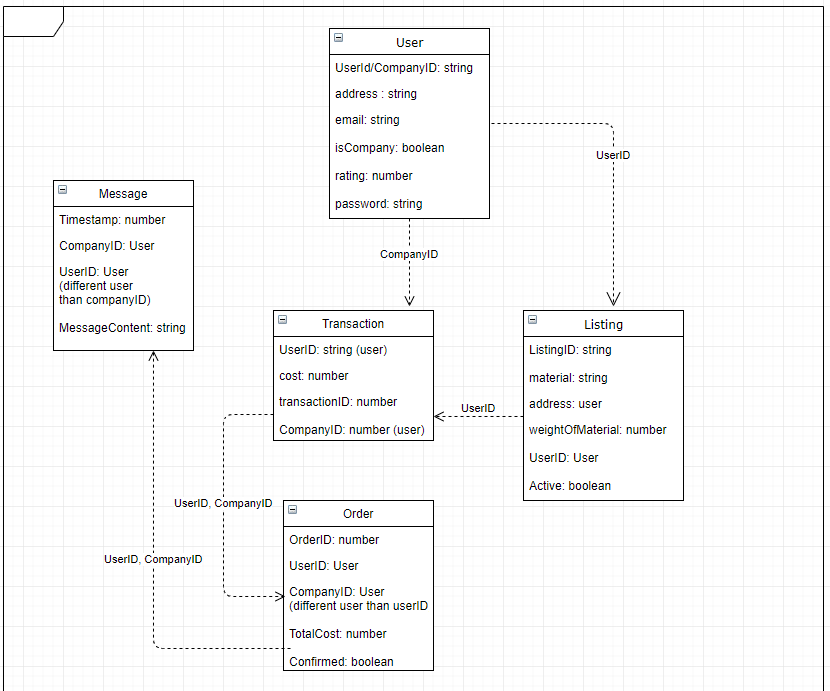 User
UserId/CompanyID: string
address : string
email: string
isCompany: boolean
rating: number
password: string
UserID
CompanyID
Message
Timestamp: number
CompanyID: User
UserID: User
(different user
than companyID)
MessageContent: string
Transaction
UserID: string (user)
cost: number
transactionID: number
CompanyID: number (user)
UserID
Listing
ListingID: string
material: string
address: user
weightOfMaterial: number
UserID: User
Active: boolean
UserID, CompanyID
UserID, CompanyID
Order
OrderID: number
UserID: User
CompanyID: User
(different user than userID
TotalCost: number
Confirmed: boolean